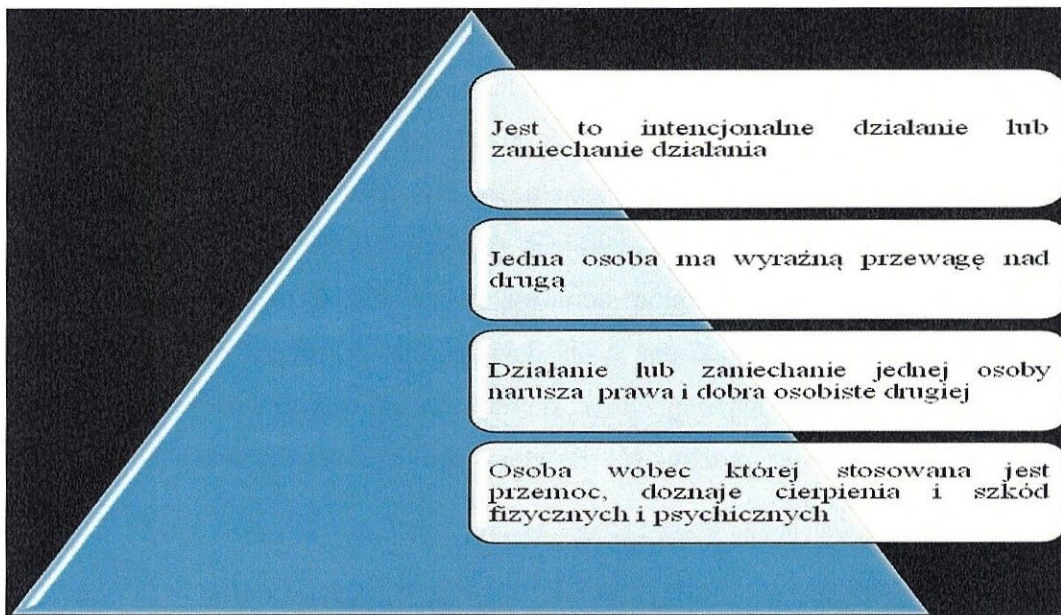 Jest to intencjonalne działanie lub
zaniechanie działania
Jedna osoba ma wyraźną przewagę nad
drugą
Działanie lub zaniechanie jednej osoby
narusza prawa i dobra osobiste drugiej
Osoba wobec której stosowana jest
przemoc, doznaje cierpienia i szkód
fizycznych i psychicznych